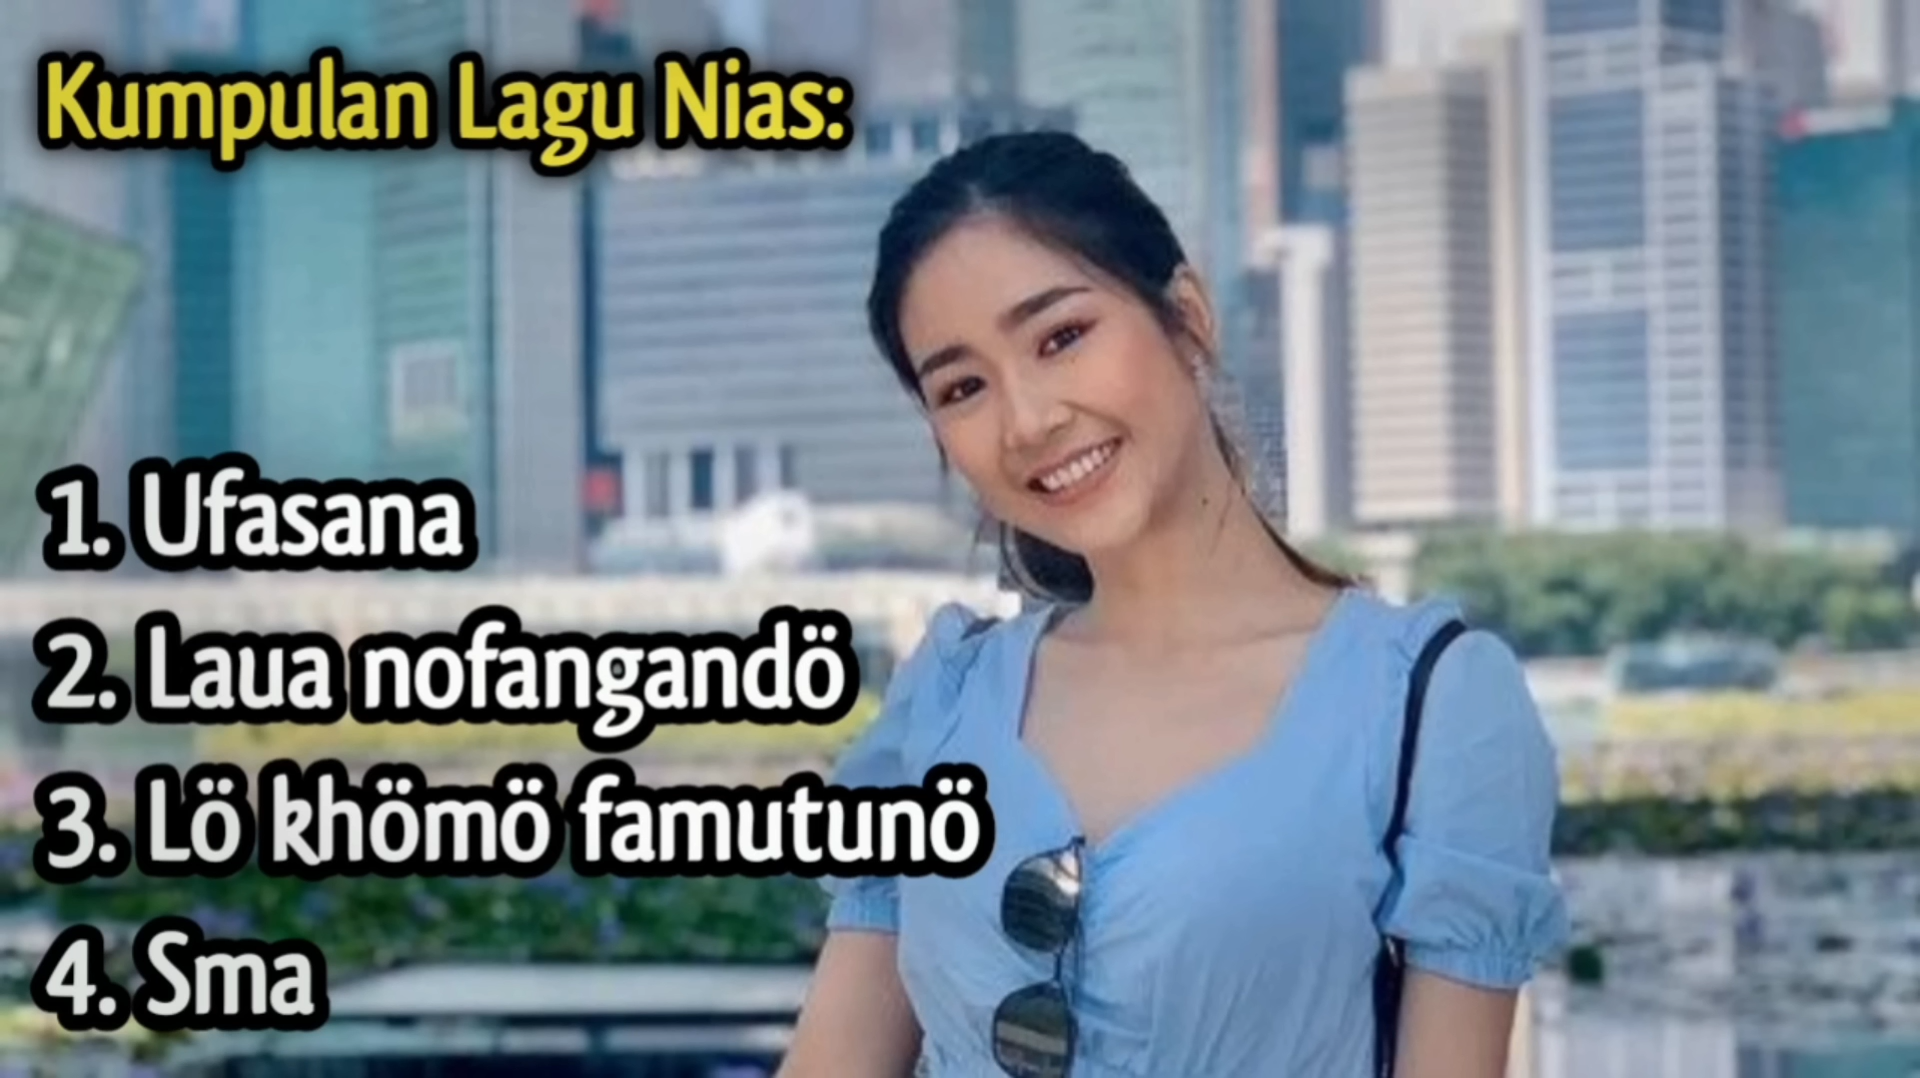 Kumpulan Lagu Nias:
1. Ufasana
2. Laua nofangandö
3. Lö khömö famutunö
4. Sma